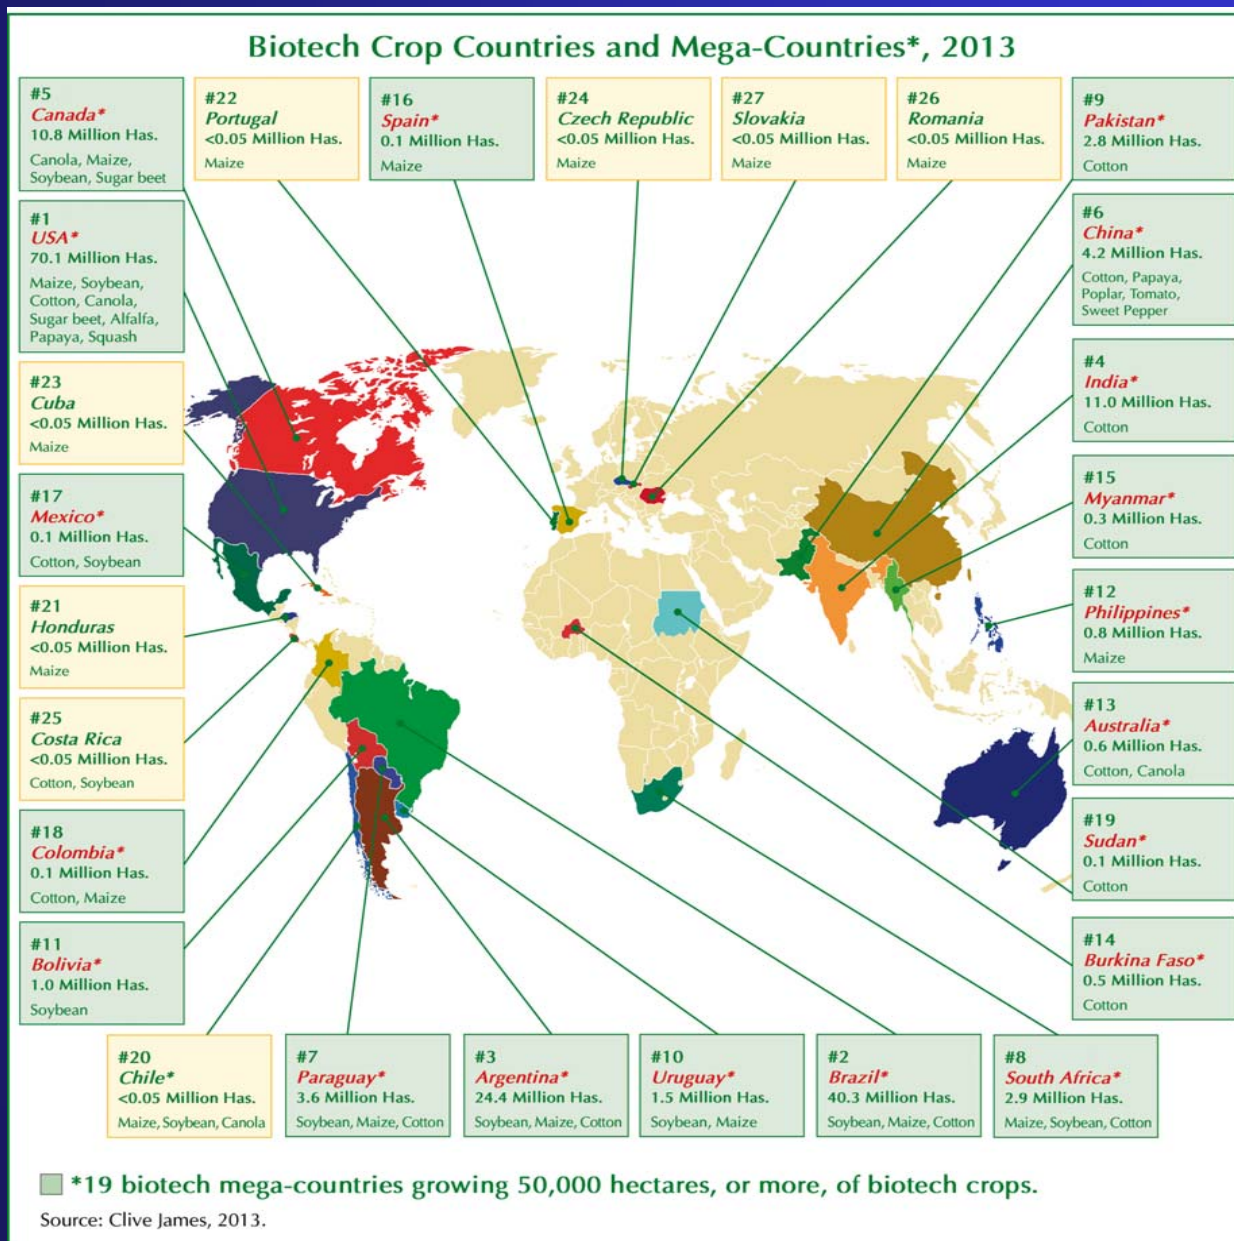 Biotech Crop Countries and Mega-Countries*, 2013
#5
Canada*
10.8 Million Has.
Canola, Maize,
Soybean, Sugar beet
#22
Portugal
<0.05 Million Has.
Maize
#16
Spain*
0.1 Million Has.
Maize
#24
Czech Republic
<0.05 Million Has.
Maize
#27
Slovakia
<0.05 Million Has.
Maize
#26
Romania
<0.05 Million Has.
Maize
#9
Pakistan*
2.8 Million Has.
Cotton
#1
USA*
70.1 Million Has.
Maize, Soybean,
Cotton, Canola,
Sugar beet, Alfalfa,
Papaya, Squash
#6
China*
4.2 Million Has.
Cotton, Papaya,
Poplar, Tomato,
Sweet Pepper
#23
Cuba
<0.05 Million Has.
Maize
#4
India*
11.0 Million Has.
Cotton
#17
Mexico*
0.1 Million Has.
Cotton, Soybean
#15
Myanmar*
0.3 Million Has.
Cotton
#21
Honduras
<0.05 Million Has.
Maize
#12
Philippines*
0.8 Million Has.
Maize
#25
Costa Rica
<0.05 Million Has.
Cotton, Soybean
#13
Australia*
0.6 Million Has.
Cotton, Canola
#18
Colombia*
0.1 Million Has.
Cotton, Maize
#19
Sudan*
0.1 Million Has.
Cotton
#11
Bolivia*
1.0 Million Has.
Soybean
#14
Burkina Faso*
0.5 Million Has.
Cotton
#20
Chile*
<0.05 Million Has.
Maize, Soybean, Canola
#7
Paraguay*
3.6 Million Has.
Soybean, Maize, Cotton
#3
Argentina*
24.4 Million Has.
Soybean, Maize, Cotton
#10
Uruguay*
1.5 Million Has.
Soybean, Maize
#2
Brazil*
40.3 Million Has.
Soybean, Maize, Cotton
#8
South Africa*
2.9 Million Has.
Maize, Soybean, Cotton
*19 biotech mega-countries growing 50,000 hectares, or more, of biotech crops.
Source: Clive James, 2013.